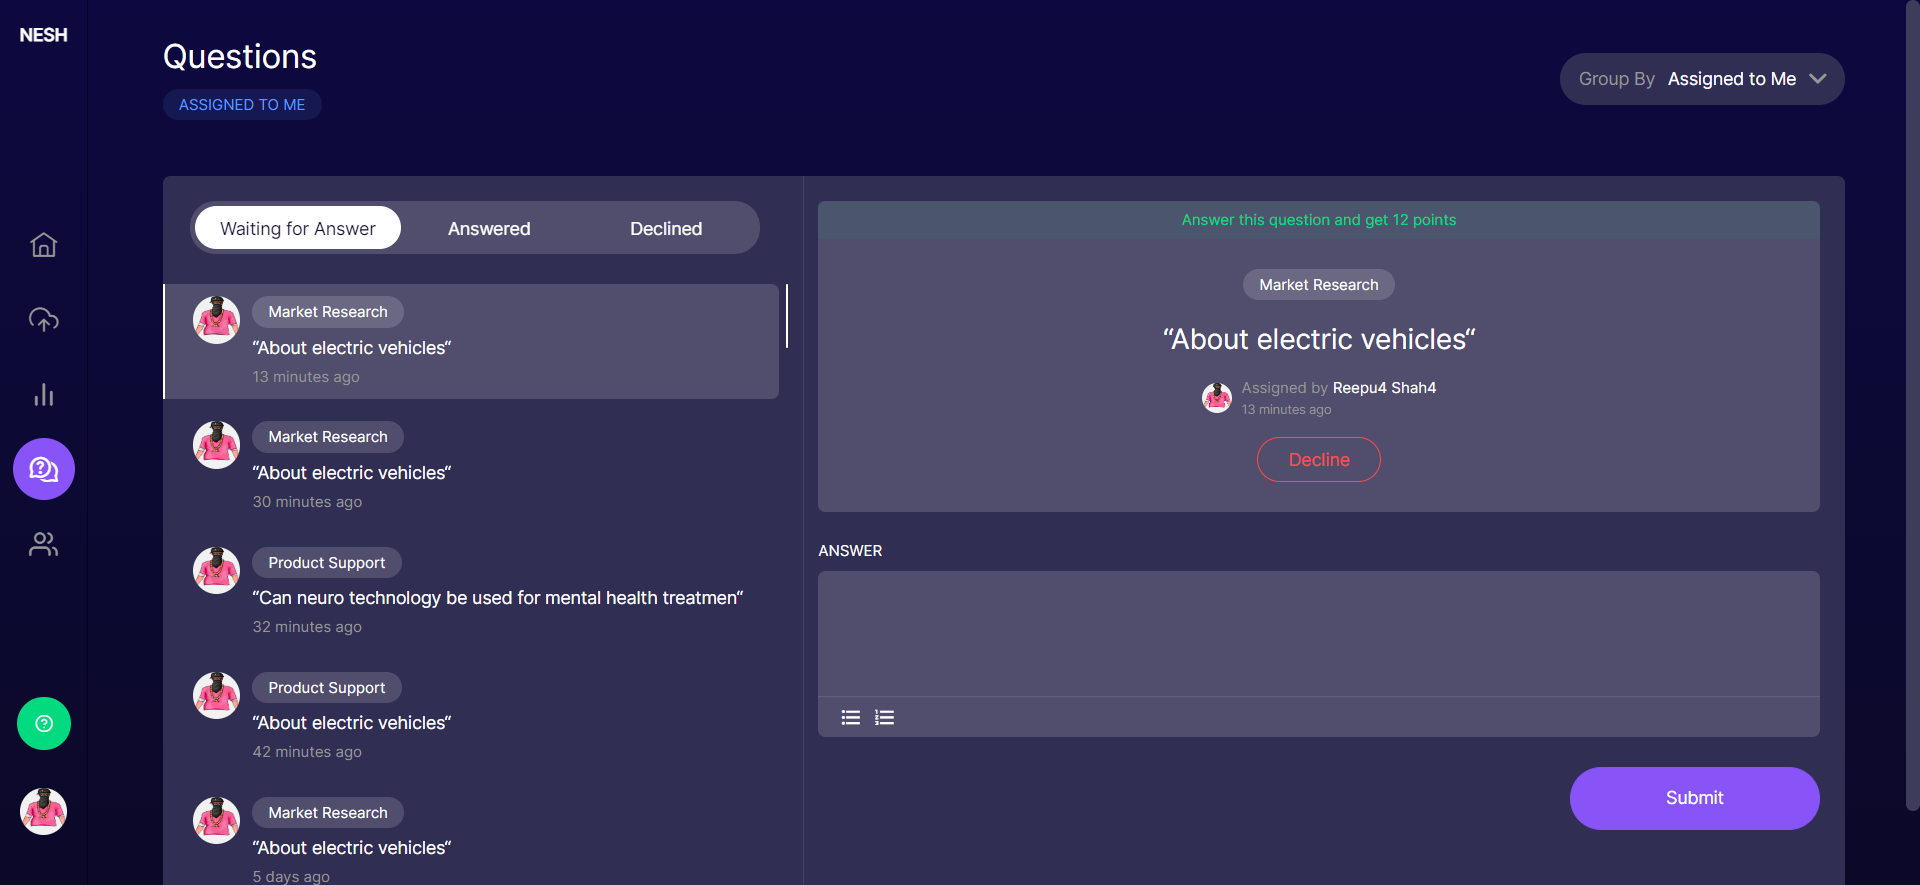 NESH
Questions
ASSIGNED TO ME
Group By Assigned to Me
Waiting for Answer
Answered
Declined
Market Research
“About electric vehicles“
13 minutes ago
Market Research
“About electric vehicles“
30 minutes ago
Product Support
“Can neuro technology be used for mental health treatmen“
32 minutes ago
Product Support
“About electric vehicles“
42 minutes ago
Market Research
“About electric vehicles“
5 days ago
Answer this question and get 12 points
Market Research
“About electric vehicles“
Assigned by Reepu4 Shah4
13 minutes ago
Decline
ANSWER
Submit